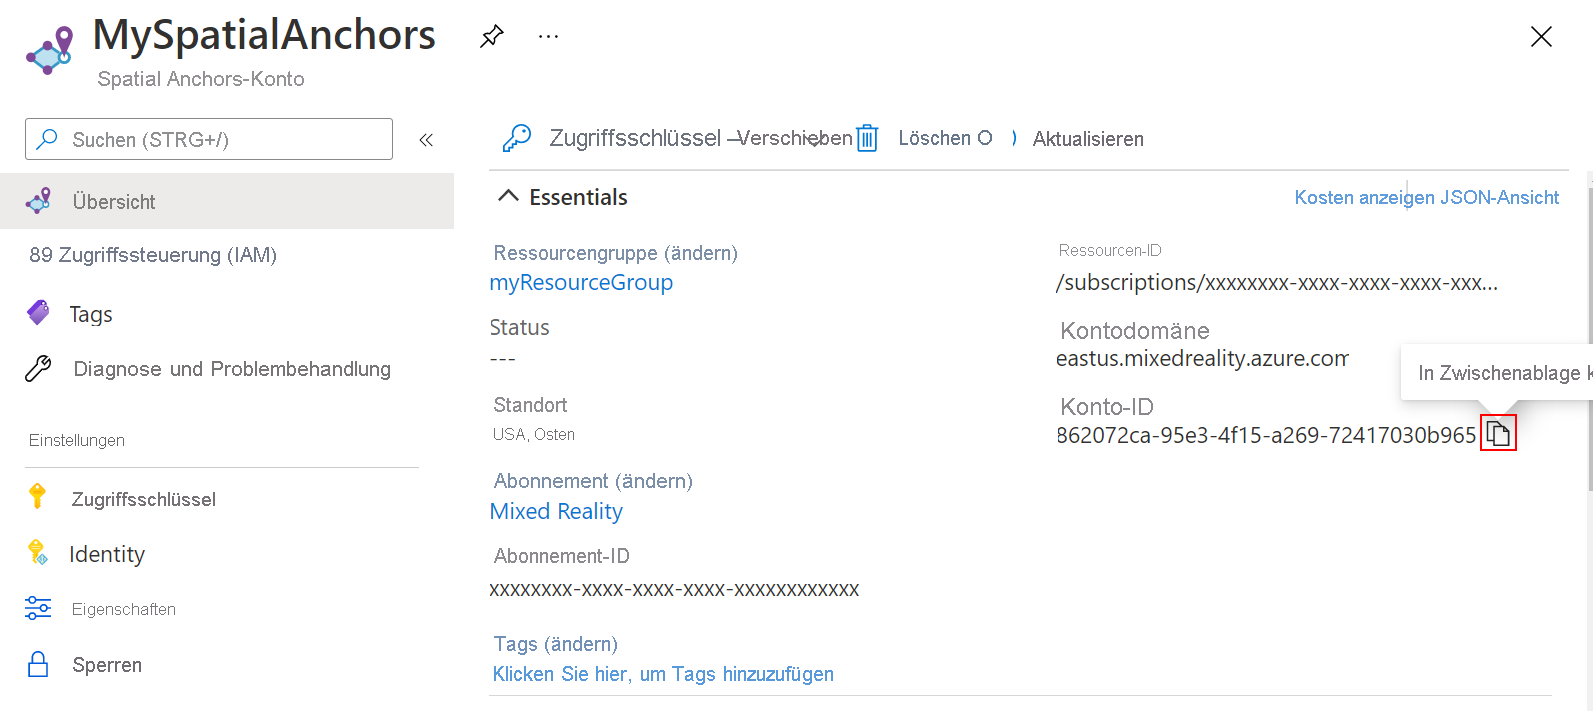 MySpatialAnchors
...
Spatial Anchors-Konto
Suchen (STRG+/)
«
Übersicht
89 Zugriffssteuerung (IAM)
Tags
Diagnose und Problembehandlung
Einstellungen
Zugriffsschlüssel
Identity
Eigenschaften
Sperren
Zugriffsschlüssel —Verschieben Löschen O ) Aktualisieren
Essentials
Kosten anzeigen JSON-Ansicht
Ressourcengruppe (ändern)
myResourceGroup
Status
---
Standort
USA, Osten
Abonnement (ändern)
Mixed Reality
Abonnement-ID
xxxxxxxx-xxxx-xxxx-xxxx-xxxxxxxxxxxx
Tags (ändern)
Klicken Sie hier, um Tags hinzuzufügen
Ressourcen-ID
/subscriptions/xxxxxxxx-xxxx-xxxx-xxxx-xxx...
Kontodomäne
eastus.mixedreality.azure.com
In Zwischenablage k
Konto-ID
862072ca-95e3-4f15-a269-72417030b965